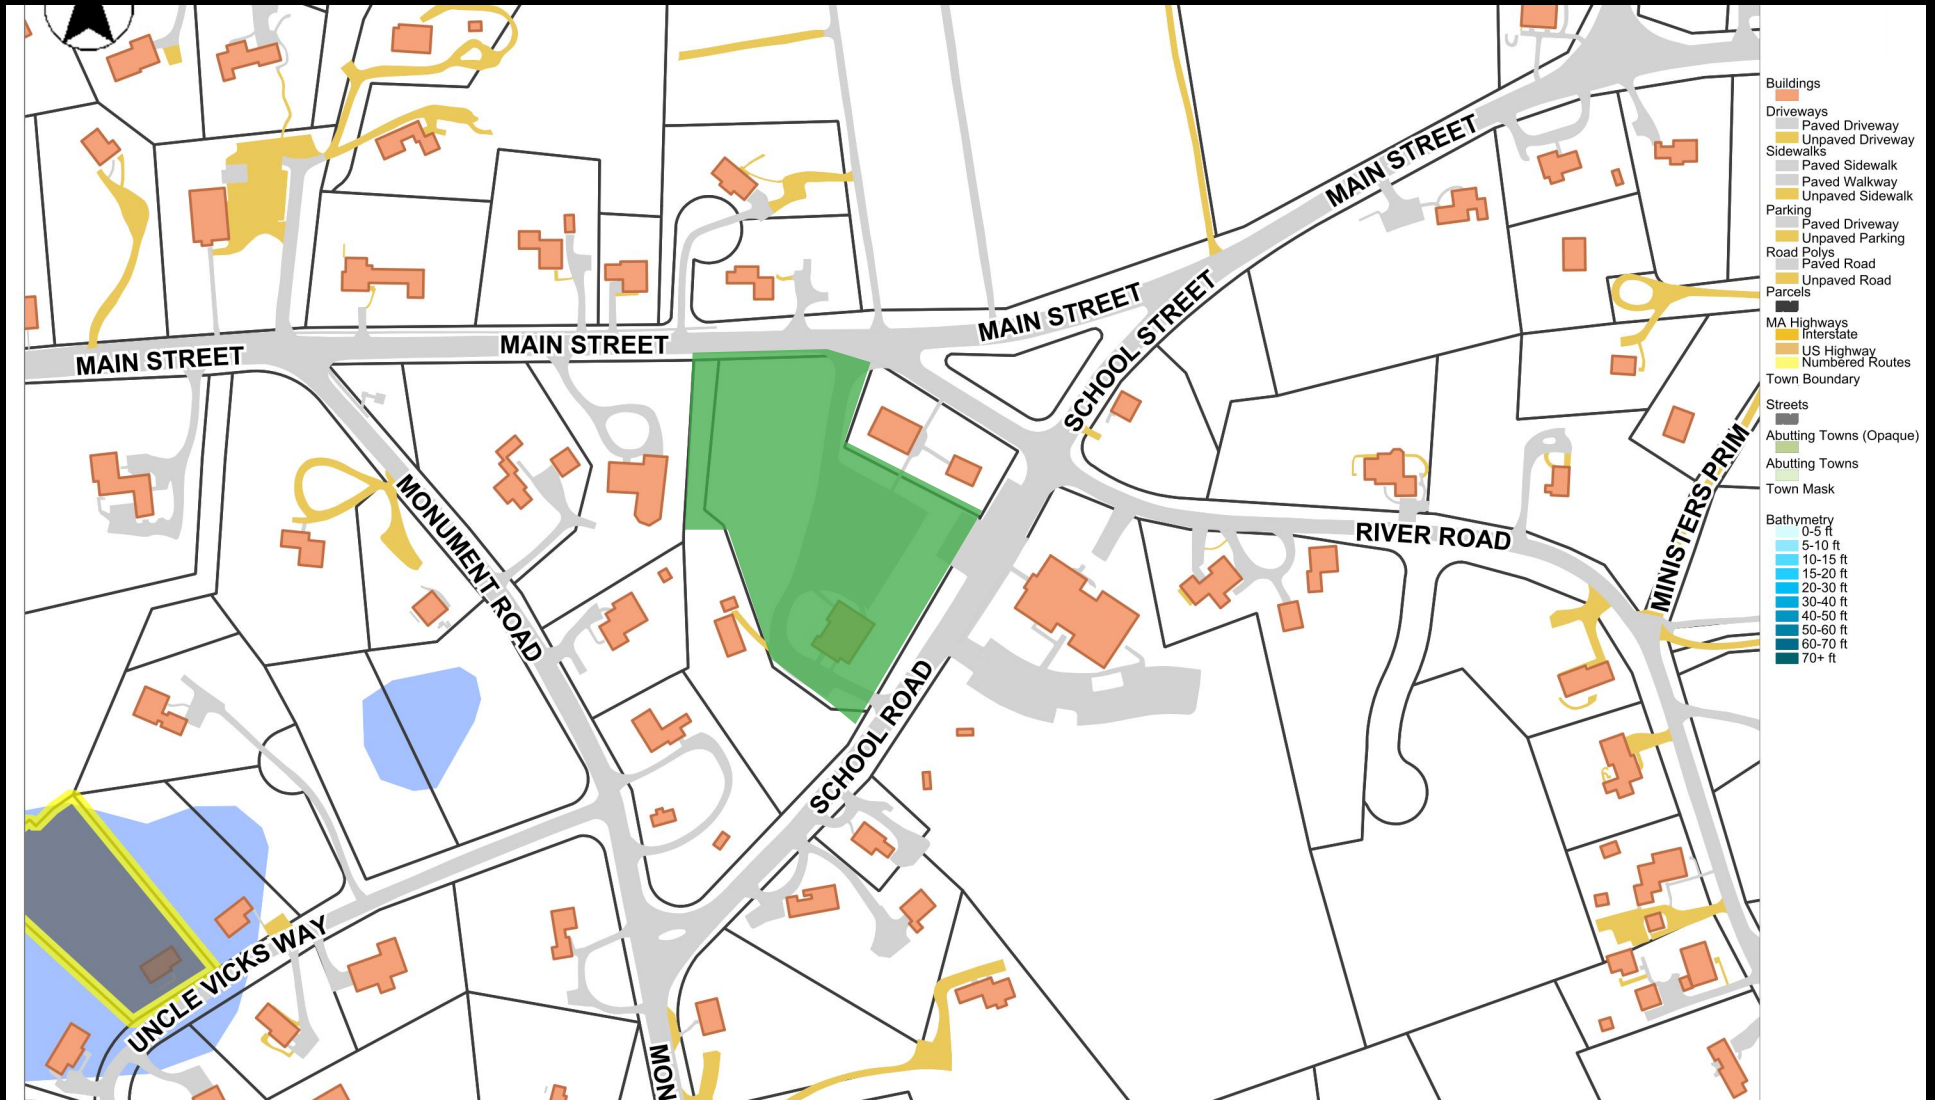 MAIN STREET
MAIN STREET
MAIN STREET
MAIN STREET
SCHOOL STREET
MONUMENT ROAD
RIVER ROAD
MINISTERS PRIM
SCHOOL ROAD
UNCLE VICKS WAY
MON
Buildings
Driveways
Paved Driveway
Unpaved Driveway
Sidewalks
Paved Sidewalk
Paved Walkway
Unpaved Sidewalk
Parking
Paved Driveway
Unpaved Parking
Road Polys
Paved Road
Unpaved Road
Parcels
MA Highways
Interstate
US Highway
Numbered Routes
Town Boundary
Streets
Abutting Towns (Opaque)
Abutting Towns
Town Mask
Bathymetry
0-5 ft
5-10 ft
10-15 ft
15-20 ft
20-30 ft
30-40 ft
40-50 ft
50-60 ft
60-70 ft
70+ ft